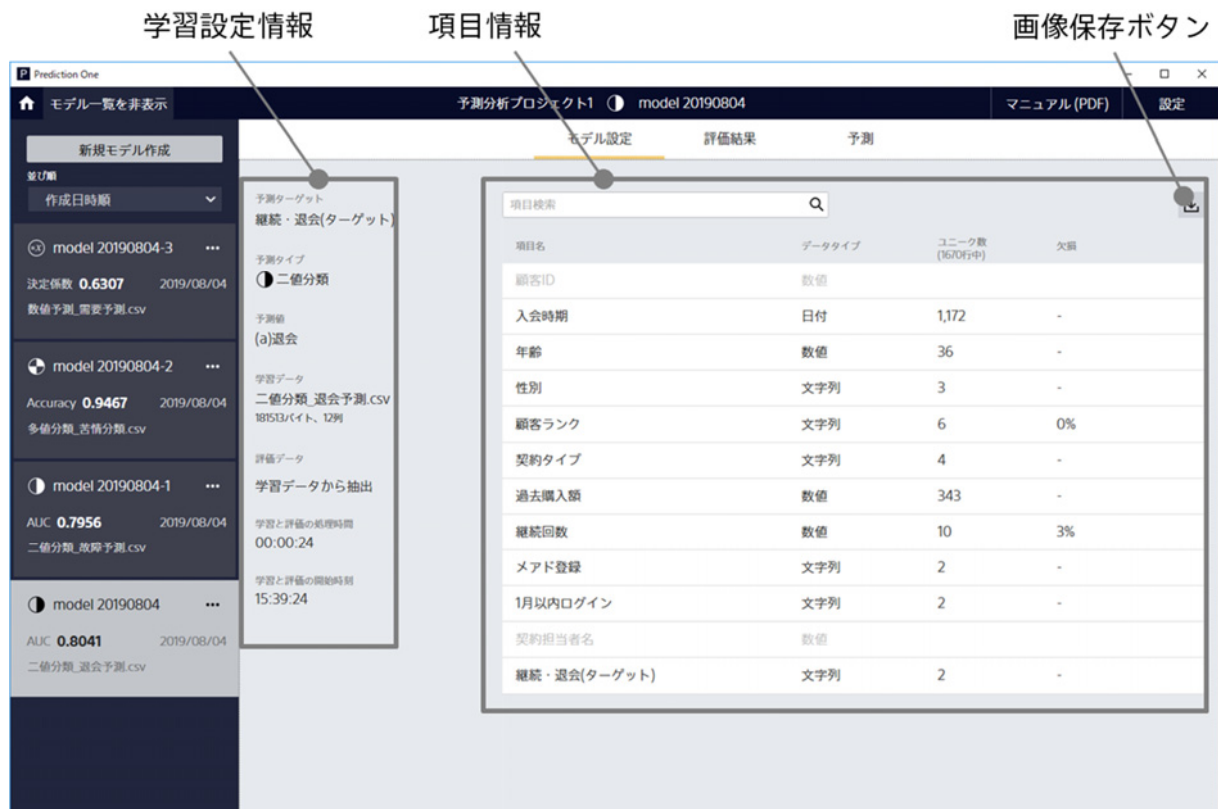 学習設定情報
項目情報
画像保存ボタン
P Prediction One
モデル一覧を非表示
予測分析プロジェクト1 model 20190804
マニュアル (PDF)
設定
新規モデル作成
並び順
作成日時順
model 20190804-3
決定係数 0.6307 2019/08/04
数値予測_需要予測.csv
model 20190804-2
Accuracy 0.9467 2019/08/04
多値分類_苦情分類.csv
model 20190804-1
AUC 0.7956 2019/08/04
二値分類_故障予測.csv
model 20190804
AUC 0.8041 2019/08/04
二値分類_退会予測.csv
モデル設定 評価結果 予測
予測ターゲット
継続・退会(ターゲット)
予測タイプ
二値分類
予測値
(a)退会
学習データ
二値分類_退会予測.csv
181513バイト、12列
評価データ
学習データから抽出
学習と評価の処理時間
00:00:24
学習と評価の開始時刻
15:39:24
項目検索
項目名 データタイプ ユニーク数 欠損
(1670行中)
顧客ID 数値
入会時期 日付 1,172 -
年齢 数値 36 -
性別 文字列 3 -
顧客ランク 文字列 6 0%
契約タイプ 文字列 4 -
過去購入額 数値 343 -
継続回数 数値 10 3%
メアド登録 文字列 2 -
1月以内ログイン 文字列 2 -
契約担当者名 数値
継続・退会(ターゲット) 文字列 2 -